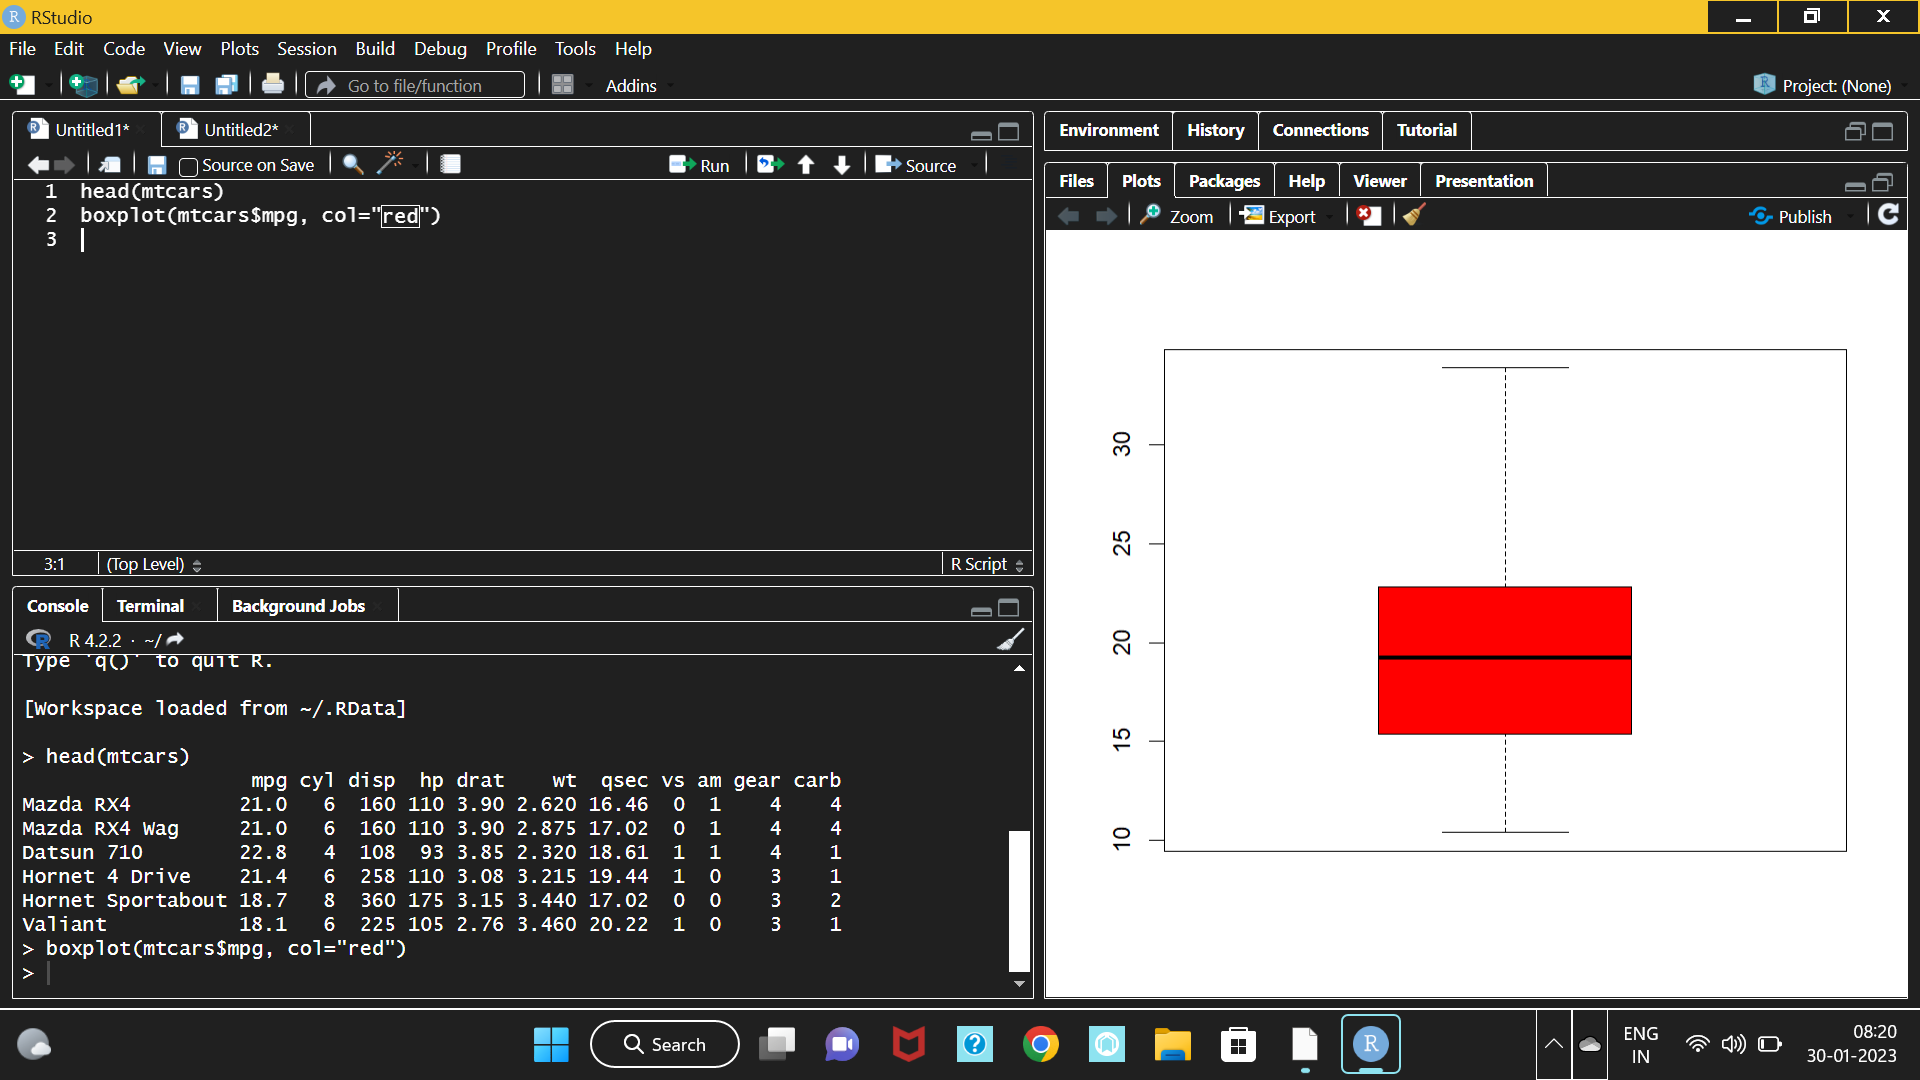 RStudio
File Edit Code View Plots Session Build Debug Profile Tools Help
Go to file/function Addins Project: (None)
Untitled1* Untitled2*
Source on Save Run Source
1 head(mtcars)
2 boxplot(mtcars$mpg, col="red")
3
3:1 (Top Level) R Script
Console Terminal Background Jobs
R 4.2.2 · ~/
Type 'q()' to quit R.
[Workspace loaded from ~/.RData]
> head(mtcars)
mpg cyl disp hp drat wt qsec vs am gear carb
Mazda RX4 21.0 6 160 110 3.90 2.620 16.46 0 1 4 4
Mazda RX4 Wag 21.0 6 160 110 3.90 2.875 17.02 0 1 4 4
Datsun 710 22.8 4 108 93 3.85 2.320 18.61 1 1 4 1
Hornet 4 Drive 21.4 6 258 110 3.08 3.215 19.44 1 0 3 1
Hornet Sportabout 18.7 8 360 175 3.15 3.440 17.02 0 0 3 2
Valiant 18.1 6 225 105 2.76 3.460 20.22 1 0 3 1
> boxplot(mtcars$mpg, col="red")
>
Environment History Connections Tutorial
Files Plots Packages Help Viewer Presentation
Zoom Export Publish
30
25
20
15
10
Search
ENG
IN
08:20
30-01-2023